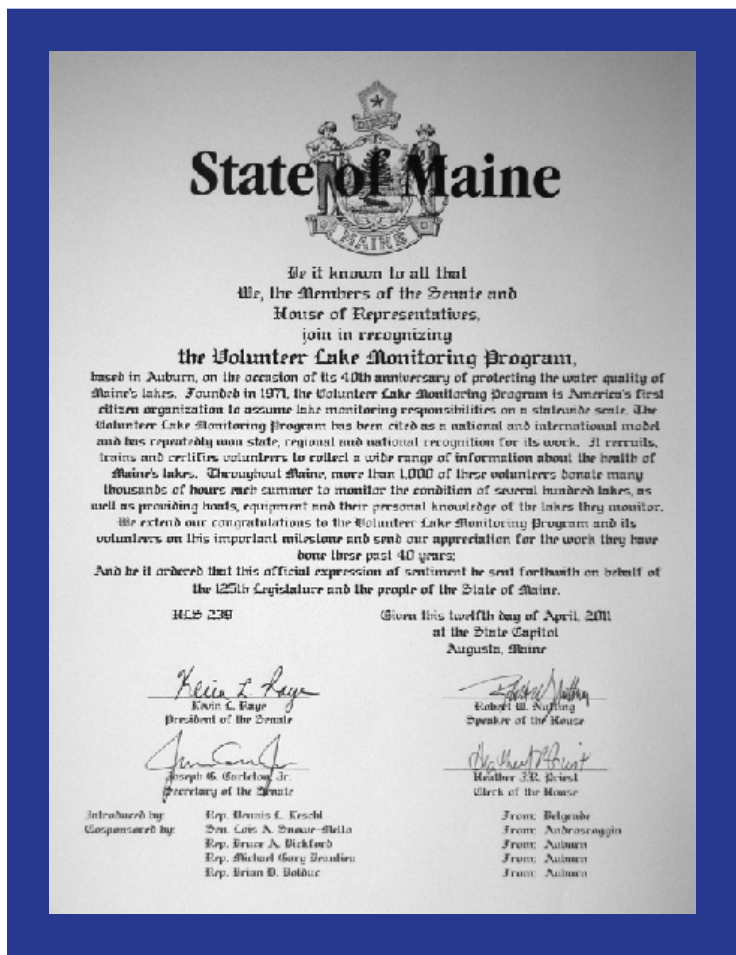 DIRIGO
State of Maine
MAINE
Be it known to all that
We, the Members of the Senate and
House of Representatives,
join in recognizing
the Volunteer Lake Monitoring Program,
based in Auburn, on the occasion of its 40th anniversary of protecting the water quality of
Maine's lakes. Founded in 1971, the Volunteer Lake Monitoring Program is America's first
citizen organization to assume lake monitoring responsibilities on a statewide scale. The
Volunteer Lake Monitoring Program has been cited as a national and international model
and has repeatedly won state, regional and national recognition for its work. It recruits,
trains and certifies volunteers to collect a wide range of information about the health of
Maine's lakes. Throughout Maine, more than 1,000 of these volunteers donate many
thousands of hours each summer to monitor the condition of several hundred lakes, as
well as providing boats, equipment and their personal knowledge of the lakes they monitor.
We extend our congratulations to the Volunteer Lake Monitoring Program and its
volunteers on this important milestone and send our appreciation for the work they have
done these past 40 years;
And be it ordered that this official expression of sentiment be sent forthwith on behalf of
the 125th Legislature and the people of the State of Maine.
HLS 239
Given this twelfth day of April, 2011
at the State Capitol
Augusta, Maine
Kevin L. Raye
Kevin L. Raye
President of the Senate
Robert W. Nutting
Robert W. Nutting
Speaker of the House
Joseph G. Carleton, Jr.
Secretary of the Senate
Heather J.R. Priest
Heather J.R. Priest
Clerk of the House
Introduced by: Rep. Dennis L. Keschl From: Belgrade
Cosponsored by: Sen. Lois A. Snowe-Mello From: Androscoggin
Rep. Bruce A. Bickford From: Auburn
Rep. Michael Gary Beaulieu From: Auburn
Rep. Brian D. Bolduc From: Auburn